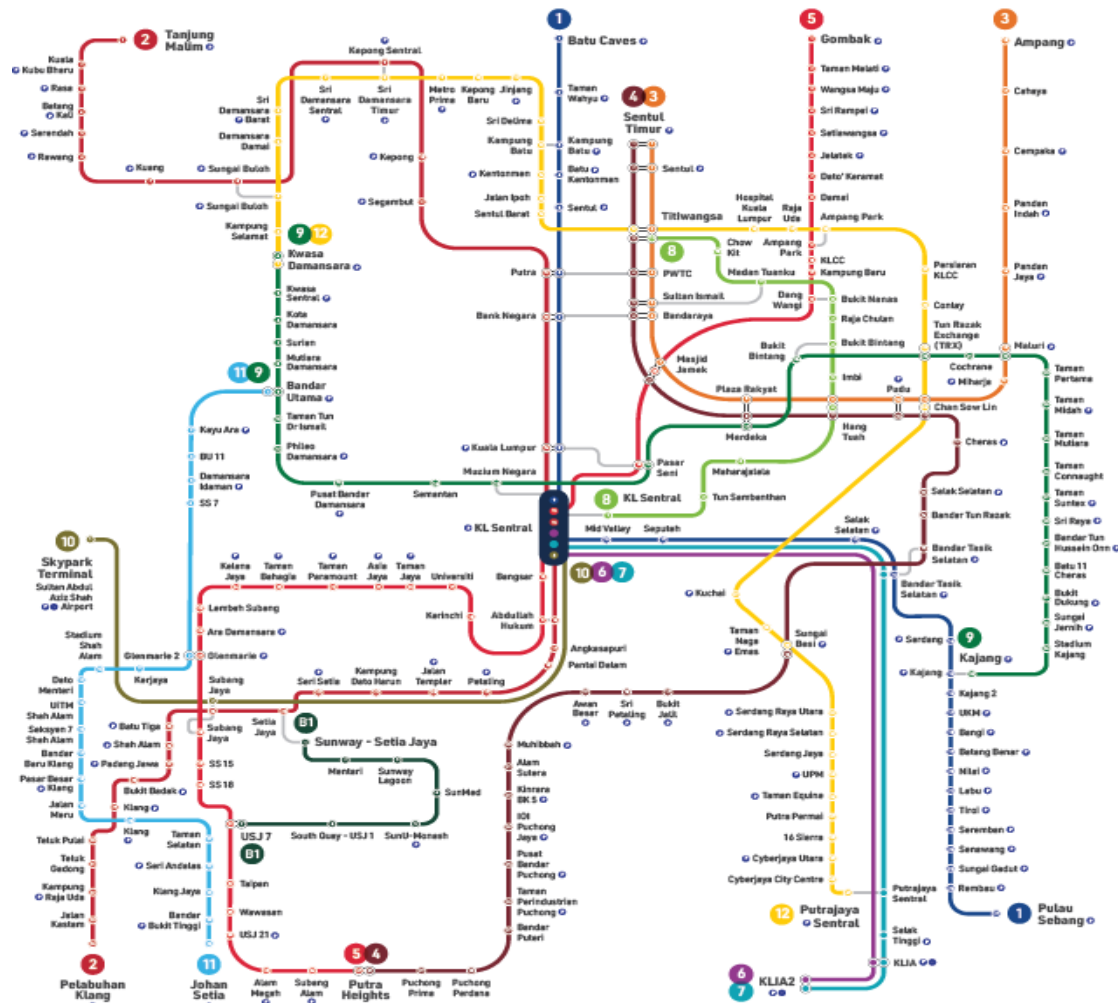 2
Tanjung
Malim
1
Batu Caves
5
Gombak
3
Ampang
Kuala
Kubu Bharu
Rasa
Batang
Kali
Serendah
Rawang
Kuang
Sungai Buloh
Sungai Buloh
Kampung
Selamat
Damansara
Damai
Sri
Damansara
Barat
Sri
Damansara
Sentral
Kepong Sentral
Sri
Damansara
Timur
Metro
Prima
Kepong
Baru
Jinjang
Kepong
Segambut
Taman
Wahyu
Sri Delima
Kampung
Batu
Kampung
Batu
Kentonmen
Batu
Kentonmen
Jalan Ipoh
Sentul Barat
Sentul
4
3
Sentul
Timur
Sentul
Titiwangsa
8
Chow
Kit
PWTC
Medan Tuanku
Sultan Ismail
Bandaraya
Putra
Bank Negara
Hospital
Kuala
Lumpur
Raja
Uda
Ampang Park
Ampang
Park
KLCC
Kampung Baru
Dang
Wangi
Bukit Nanas
Raja Chulan
Bukit Bintang
Bukit
Bintang
Imbi
Hang
Tuah
Taman Melati
Wangsa Maju
Sri Rampai
Setiawangsa
Jelatek
Dato' Keramat
Damai
Cahaya
Cempaka
Pandan
Indah
Pandan
Jaya
Maluri
Miharja
Cochrane
Persiaran
KLCC
Conlay
Tun Razak
Exchange
(TRX)
Chan Sow Lin
Pudu
Plaza Rakyat
Merdeka
Masjid
Jamek
Maharajalela
Tun Sambanthan
8
KL Sentral
Pasar
Seni
Kuala Lumpur
Muzium Negara
Semantan
Pusat Bandar
Damansara
Phileo
Damansara
Taman Tun
Dr Ismail
11
9
Bandar
Utama
Mutiara
Damansara
Surian
Kota
Damansara
Kwasa
Sentral
9
12
Kwasa
Damansara
Kayu Ara
BU 11
Damansara
Idaman
SS 7
Taman
Pertama
Taman
Midah
Taman
Mutiara
Taman
Connaught
Taman
Suntex
Sri Raya
Bandar Tun
Hussein Onn
Batu 11
Cheras
Bukit
Dukung
Sungai
Jernih
Stadium
Kajang
9
Kajang
Cheras
Salak Selatan
Bandar Tun Razak
Bandar Tasik
Selatan
Bandar Tasik
Selatan
KL Sentral
Mid Valley
Seputeh
Salak
Selatan
10
6
7
10
Skypark
Terminal
Sultan Abdul
Aziz Shah
Airport
Kelana
Jaya
Taman
Bahagia
Taman
Paramount
Asia
Jaya
Taman
Jaya
Universiti
Kerinchi
Abdullah
Hukum
Bangsar
Angkasapuri
Pantai Dalam
Petaling
Jalan
Templer
Kampung
Dato Harun
Seri Setia
Setia
Jaya
Lembah Subang
Ara Damansara
Glenmarie
Glenmarie 2
Kerjaya
Stadium
Shah
Alam
Dato
Menteri
UiTM
Shah Alam
Seksyen 7
Shah Alam
Bandar
Baru Klang
Pasar Besar
Klang
Jalan
Meru
Klang
Klang
Taman
Selatan
Seri Andalas
Klang Jaya
Bandar
Bukit Tinggi
11
Johan
Setia
Subang
Jaya
Subang
Jaya
Batu Tiga
Shah Alam
Padang Jawa
Bukit Badak
Teluk Pulai
Teluk
Gadong
Kampung
Raja Uda
Jalan
Kastam
2
Pelabuhan
Klang
SS 15
SS 18
B1
Sunway - Setia Jaya
Mentari
Sunway
Lagoon
SunMed
SunU-Monash
South Quay - USJ 1
USJ 7
B1
Taipan
Wawasan
USJ 21
Alam
Megah
Subang
Alam
5
4
Putra
Heights
Puchong
Prima
Puchong
Perdana
Bandar
Puteri
Taman
Perindustrian
Puchong
Pusat
Bandar
Puchong
IOI
Puchong
Jaya
Kinrara
BK 5
Alam
Sutera
Muhibbah
Awan
Besar
Sri
Petaling
Bukit
Jalil
Sungai
Besi
Taman
Naga
Emas
Kuchai
Serdang Raya Utara
Serdang Raya Selatan
Serdang Jaya
UPM
Taman Equine
Putra Permai
16 Sierra
Cyberjaya Utara
Cyberjaya City Centre
12
Putrajaya
Sentral
Putrajaya
Sentral
Salak
Tinggi
KLIA
6
7
KLIA2
Serdang
Kajang
Kajang 2
UKM
Bangi
Batang Benar
Nilai
Labu
Tiroi
Seremban
Senawang
Sungai Gadut
Rembau
1
Pulau
Sebang